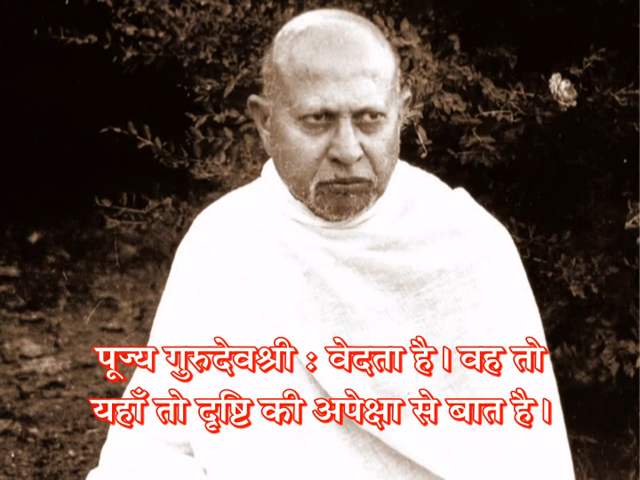 पूज्य गुरुदेवश्री : वेदता है। वह तो
यहाँ तो दृष्टि की अपेक्षा से बात है।